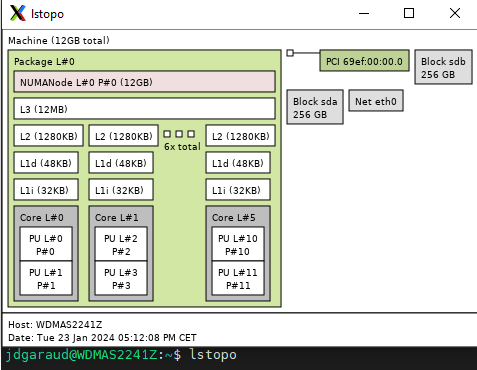 lstopo
Machine (12GB total)
Package L#0
NUMANode L#0 P#0 (12GB)
L3 (12MB)
L2 (1280KB) L2 (1280KB) L2 (1280KB)
6x total
L1d (48KB) L1d (48KB) L1d (48KB)
L1i (32KB) L1i (32KB) L1i (32KB)
Core L#0 Core L#1 Core L#5
PU L#0 PU L#2 PU L#10
P#0 P#2 P#10
PU L#1 PU L#3 PU L#11
P#1 P#3 P#11
PCI 69ef:00:00.0
Block sdb
256 GB
Block sda
256 GB
Net eth0
Host: WDMAS2241Z
Date: Tue 23 Jan 2024 05:12:08 PM CET
jdgaraud@WDMAS2241Z:~$ lstopo